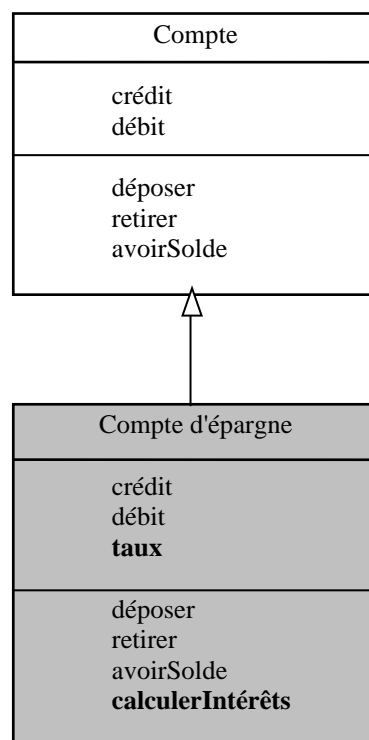 Compte
crédit
débit
déposer
retirer
avoirSolde
Compte d'épargne
crédit
débit
taux
déposer
retirer
avoirSolde
calculerIntérêts